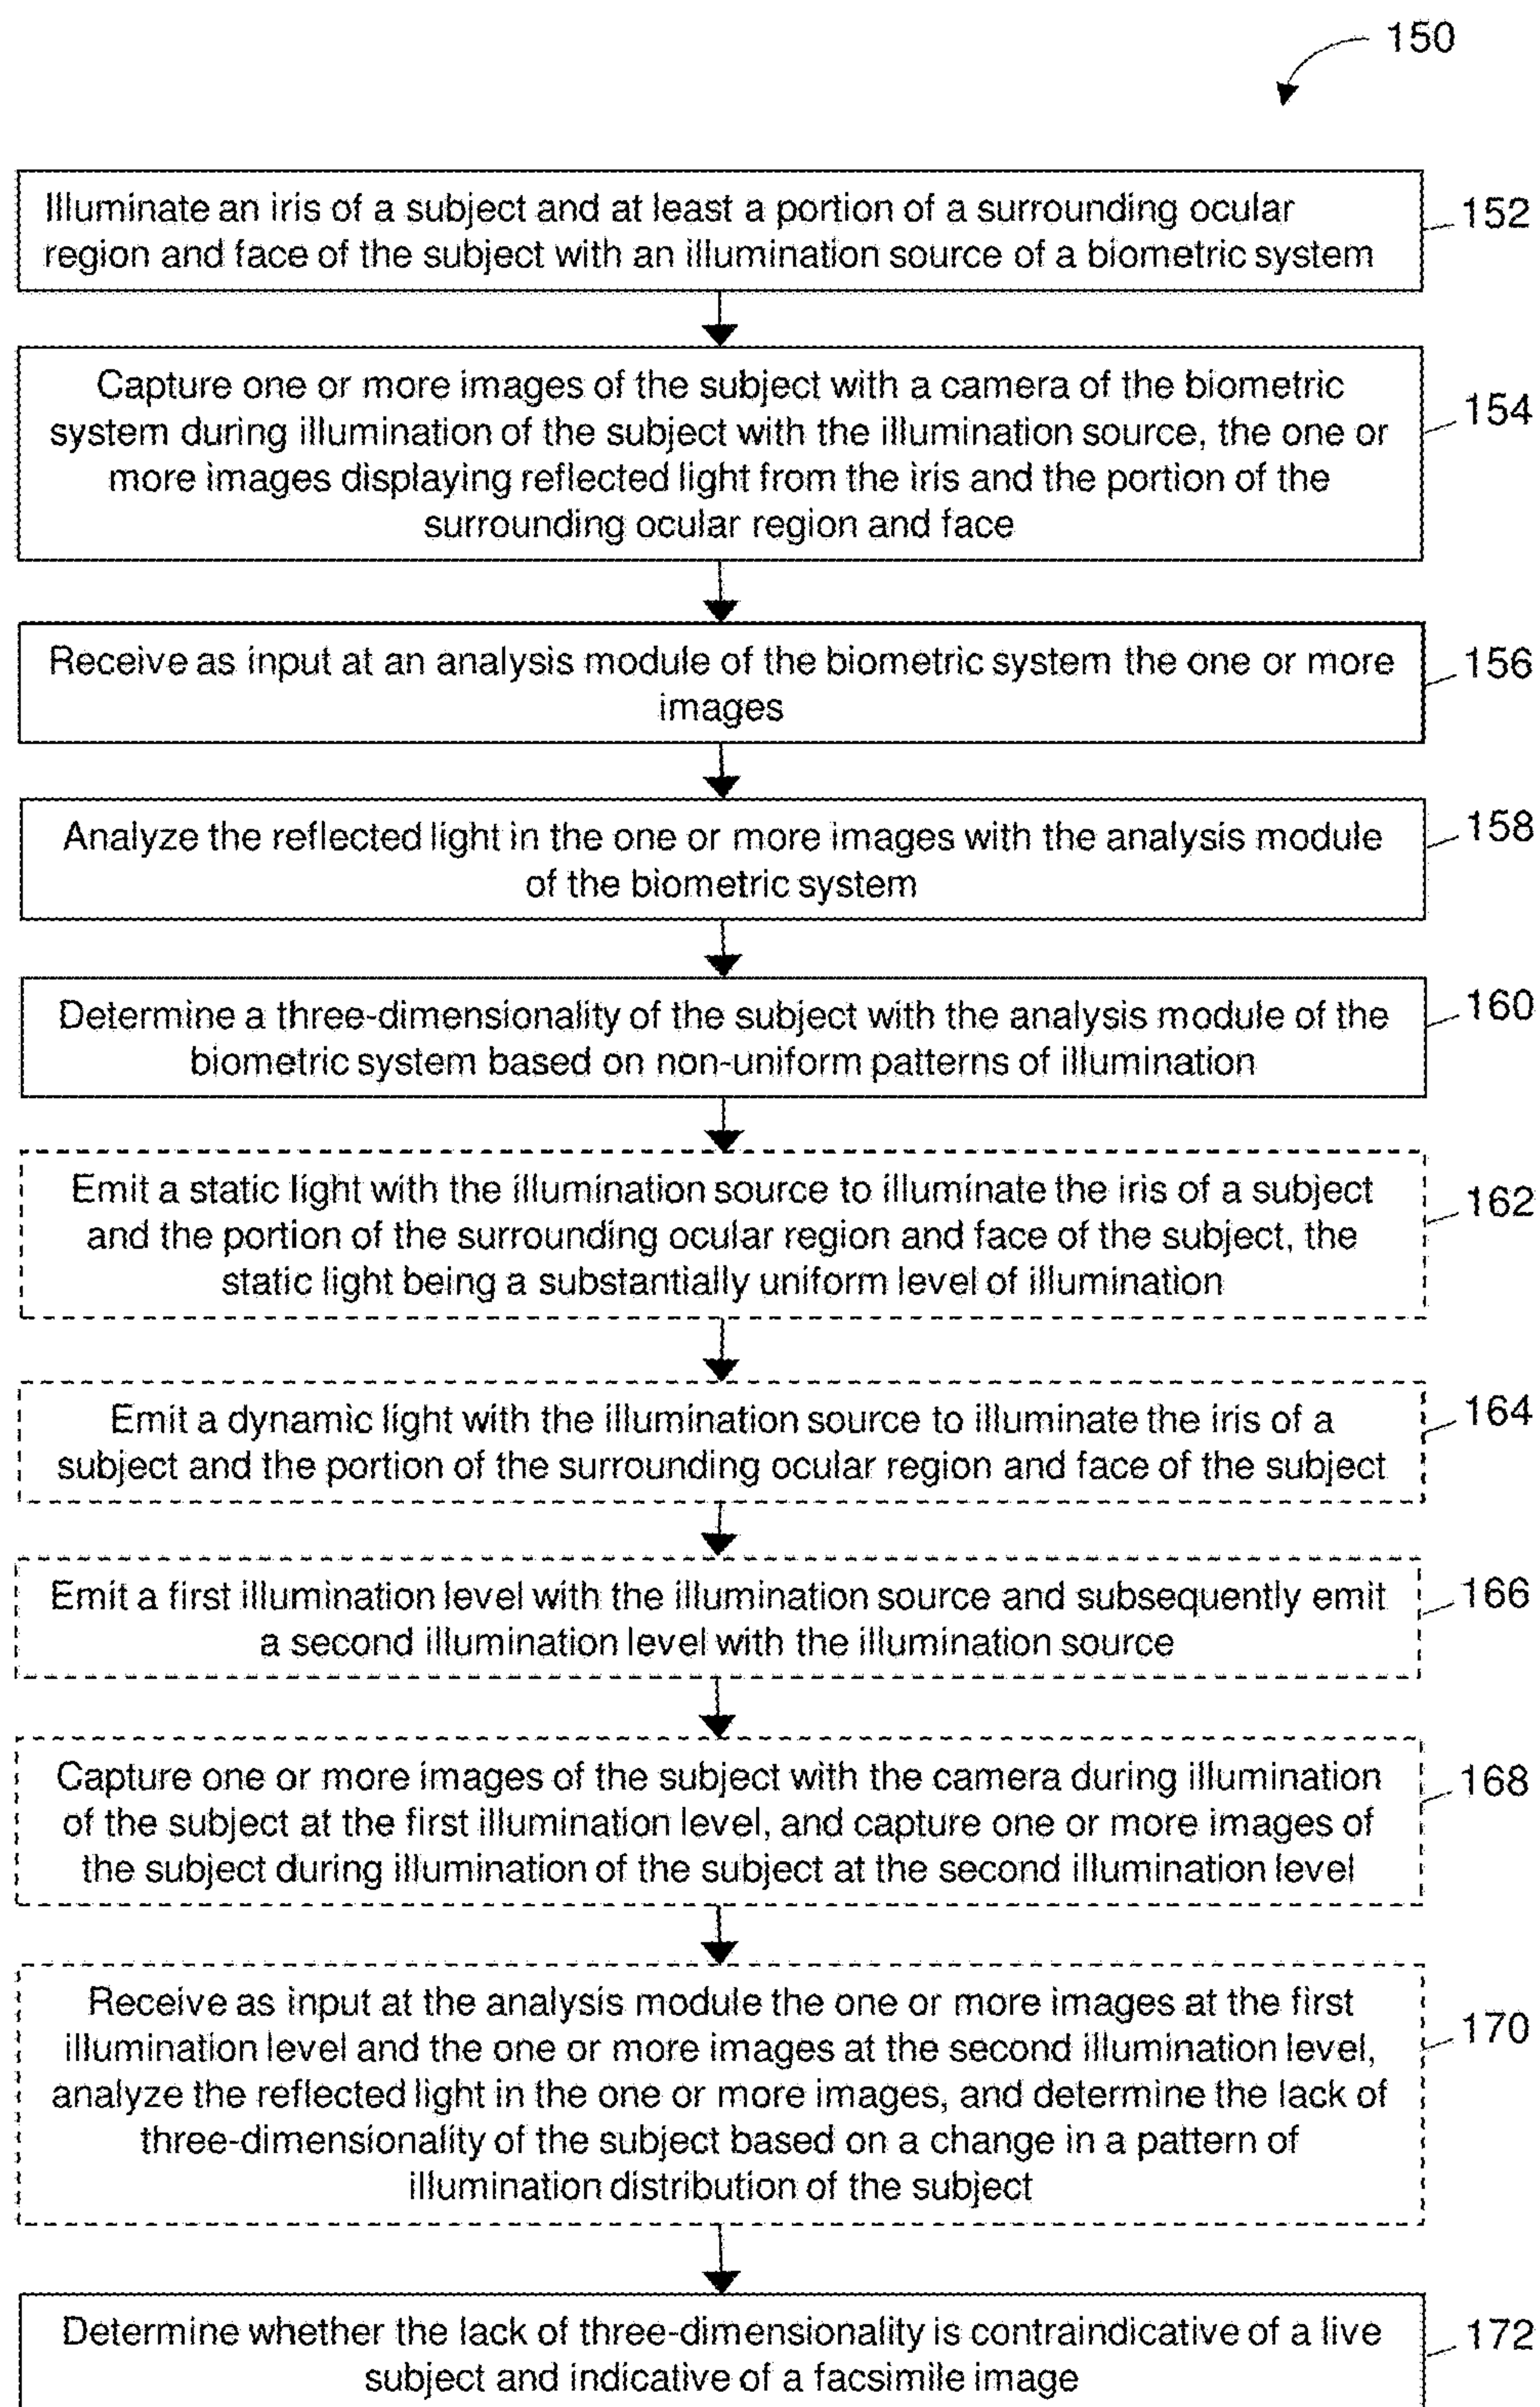 150
Illuminate an iris of a subject and at least a portion of a surrounding ocular
region and face of the subject with an illumination source of a biometric system
152
Capture one or more images of the subject with a camera of the biometric
system during illumination of the subject with the illumination source, the one or
more images displaying reflected light from the iris and the portion of the
surrounding ocular region and face
154
Receive as input at an analysis module of the biometric system the one or more
images
156
Analyze the reflected light in the one or more images with the analysis module
of the biometric system
158
Determine a three-dimensionality of the subject with the analysis module of the
biometric system based on non-uniform patterns of illumination
160
Emit a static light with the illumination source to illuminate the iris of a subject
and the portion of the surrounding ocular region and face of the subject, the
static light being a substantially uniform level of illumination
162
Emit a dynamic light with the illumination source to illuminate the iris of a
subject and the portion of the surrounding ocular region and face of the subject
164
Emit a first illumination level with the illumination source and subsequently emit
a second illumination level with the illumination source
166
Capture one or more images of the subject with the camera during illumination
of the subject at the first illumination level, and capture one or more images of
the subject during illumination of the subject at the second illumination level
168
Receive as input at the analysis module the one or more images at the first
illumination level and the one or more images at the second illumination level,
analyze the reflected light in the one or more images, and determine the lack of
three-dimensionality of the subject based on a change in a pattern of
illumination distribution of the subject
170
Determine whether the lack of three-dimensionality is contraindicative of a live
subject and indicative of a facsimile image
172